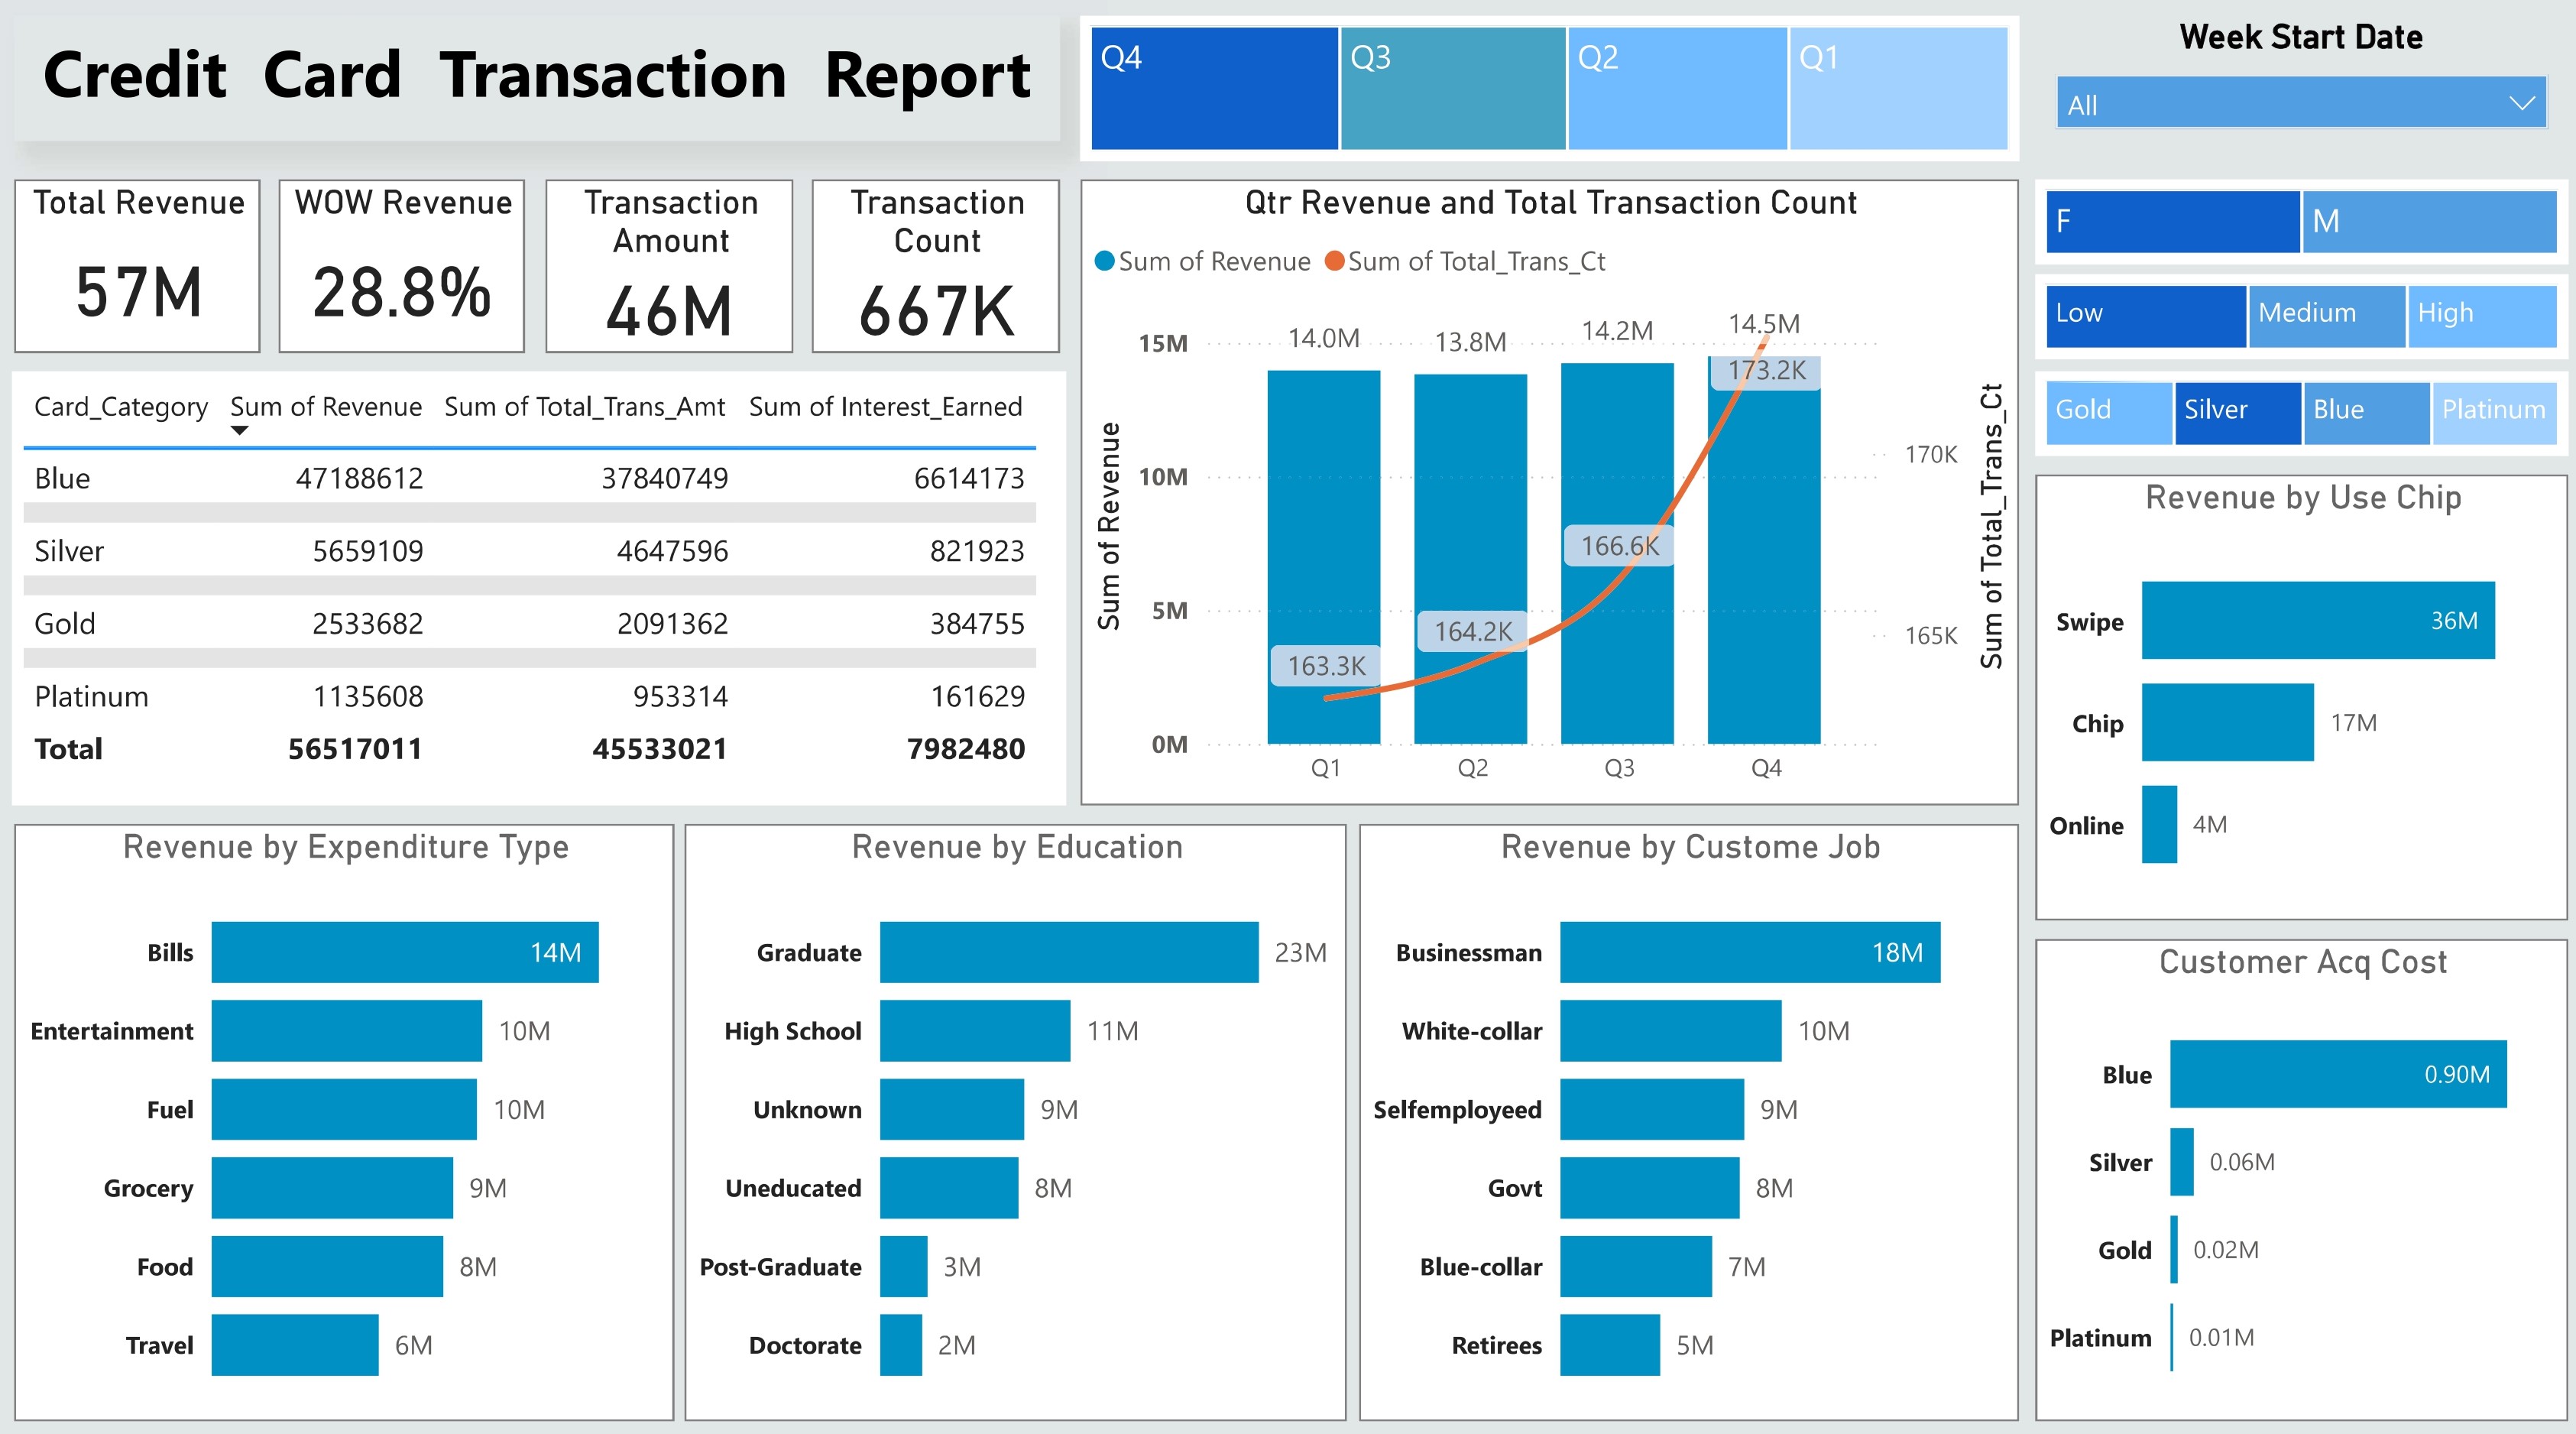 Credit Card Transaction Report
Q4 Q3 Q2 Q1
Week Start Date
All
Total Revenue
57M
WOW Revenue
28.8%
Transaction
Amount
46M
Transaction
Count
667K
F M
Low Medium High
Gold Silver Blue Platinum
Card_Category Sum of Revenue Sum of Total_Trans_Amt Sum of Interest_Earned
Blue 47188612 37840749 6614173
Silver 5659109 4647596 821923
Gold 2533682 2091362 384755
Platinum 1135608 953314 161629
Total 56517011 45533021 7982480
Qtr Revenue and Total Transaction Count
Sum of Revenue Sum of Total_Trans_Ct
Sum of Revenue
15M
10M
5M
0M
14.0M 13.8M 14.2M 14.5M
163.3K 164.2K 166.6K 173.2K
170K
165K
Sum of Total_Trans_Ct
Q1 Q2 Q3 Q4
Revenue by Use Chip
Swipe 36M
Chip 17M
Online 4M
Revenue by Expenditure Type
Bills 14M
Entertainment 10M
Fuel 10M
Grocery 9M
Food 8M
Travel 6M
Revenue by Education
Graduate 23M
High School 11M
Unknown 9M
Uneducated 8M
Post-Graduate 3M
Doctorate 2M
Revenue by Custome Job
Businessman 18M
White-collar 10M
Selfemployeed 9M
Govt 8M
Blue-collar 7M
Retirees 5M
Customer Acq Cost
Blue 0.90M
Silver 0.06M
Gold 0.02M
Platinum 0.01M